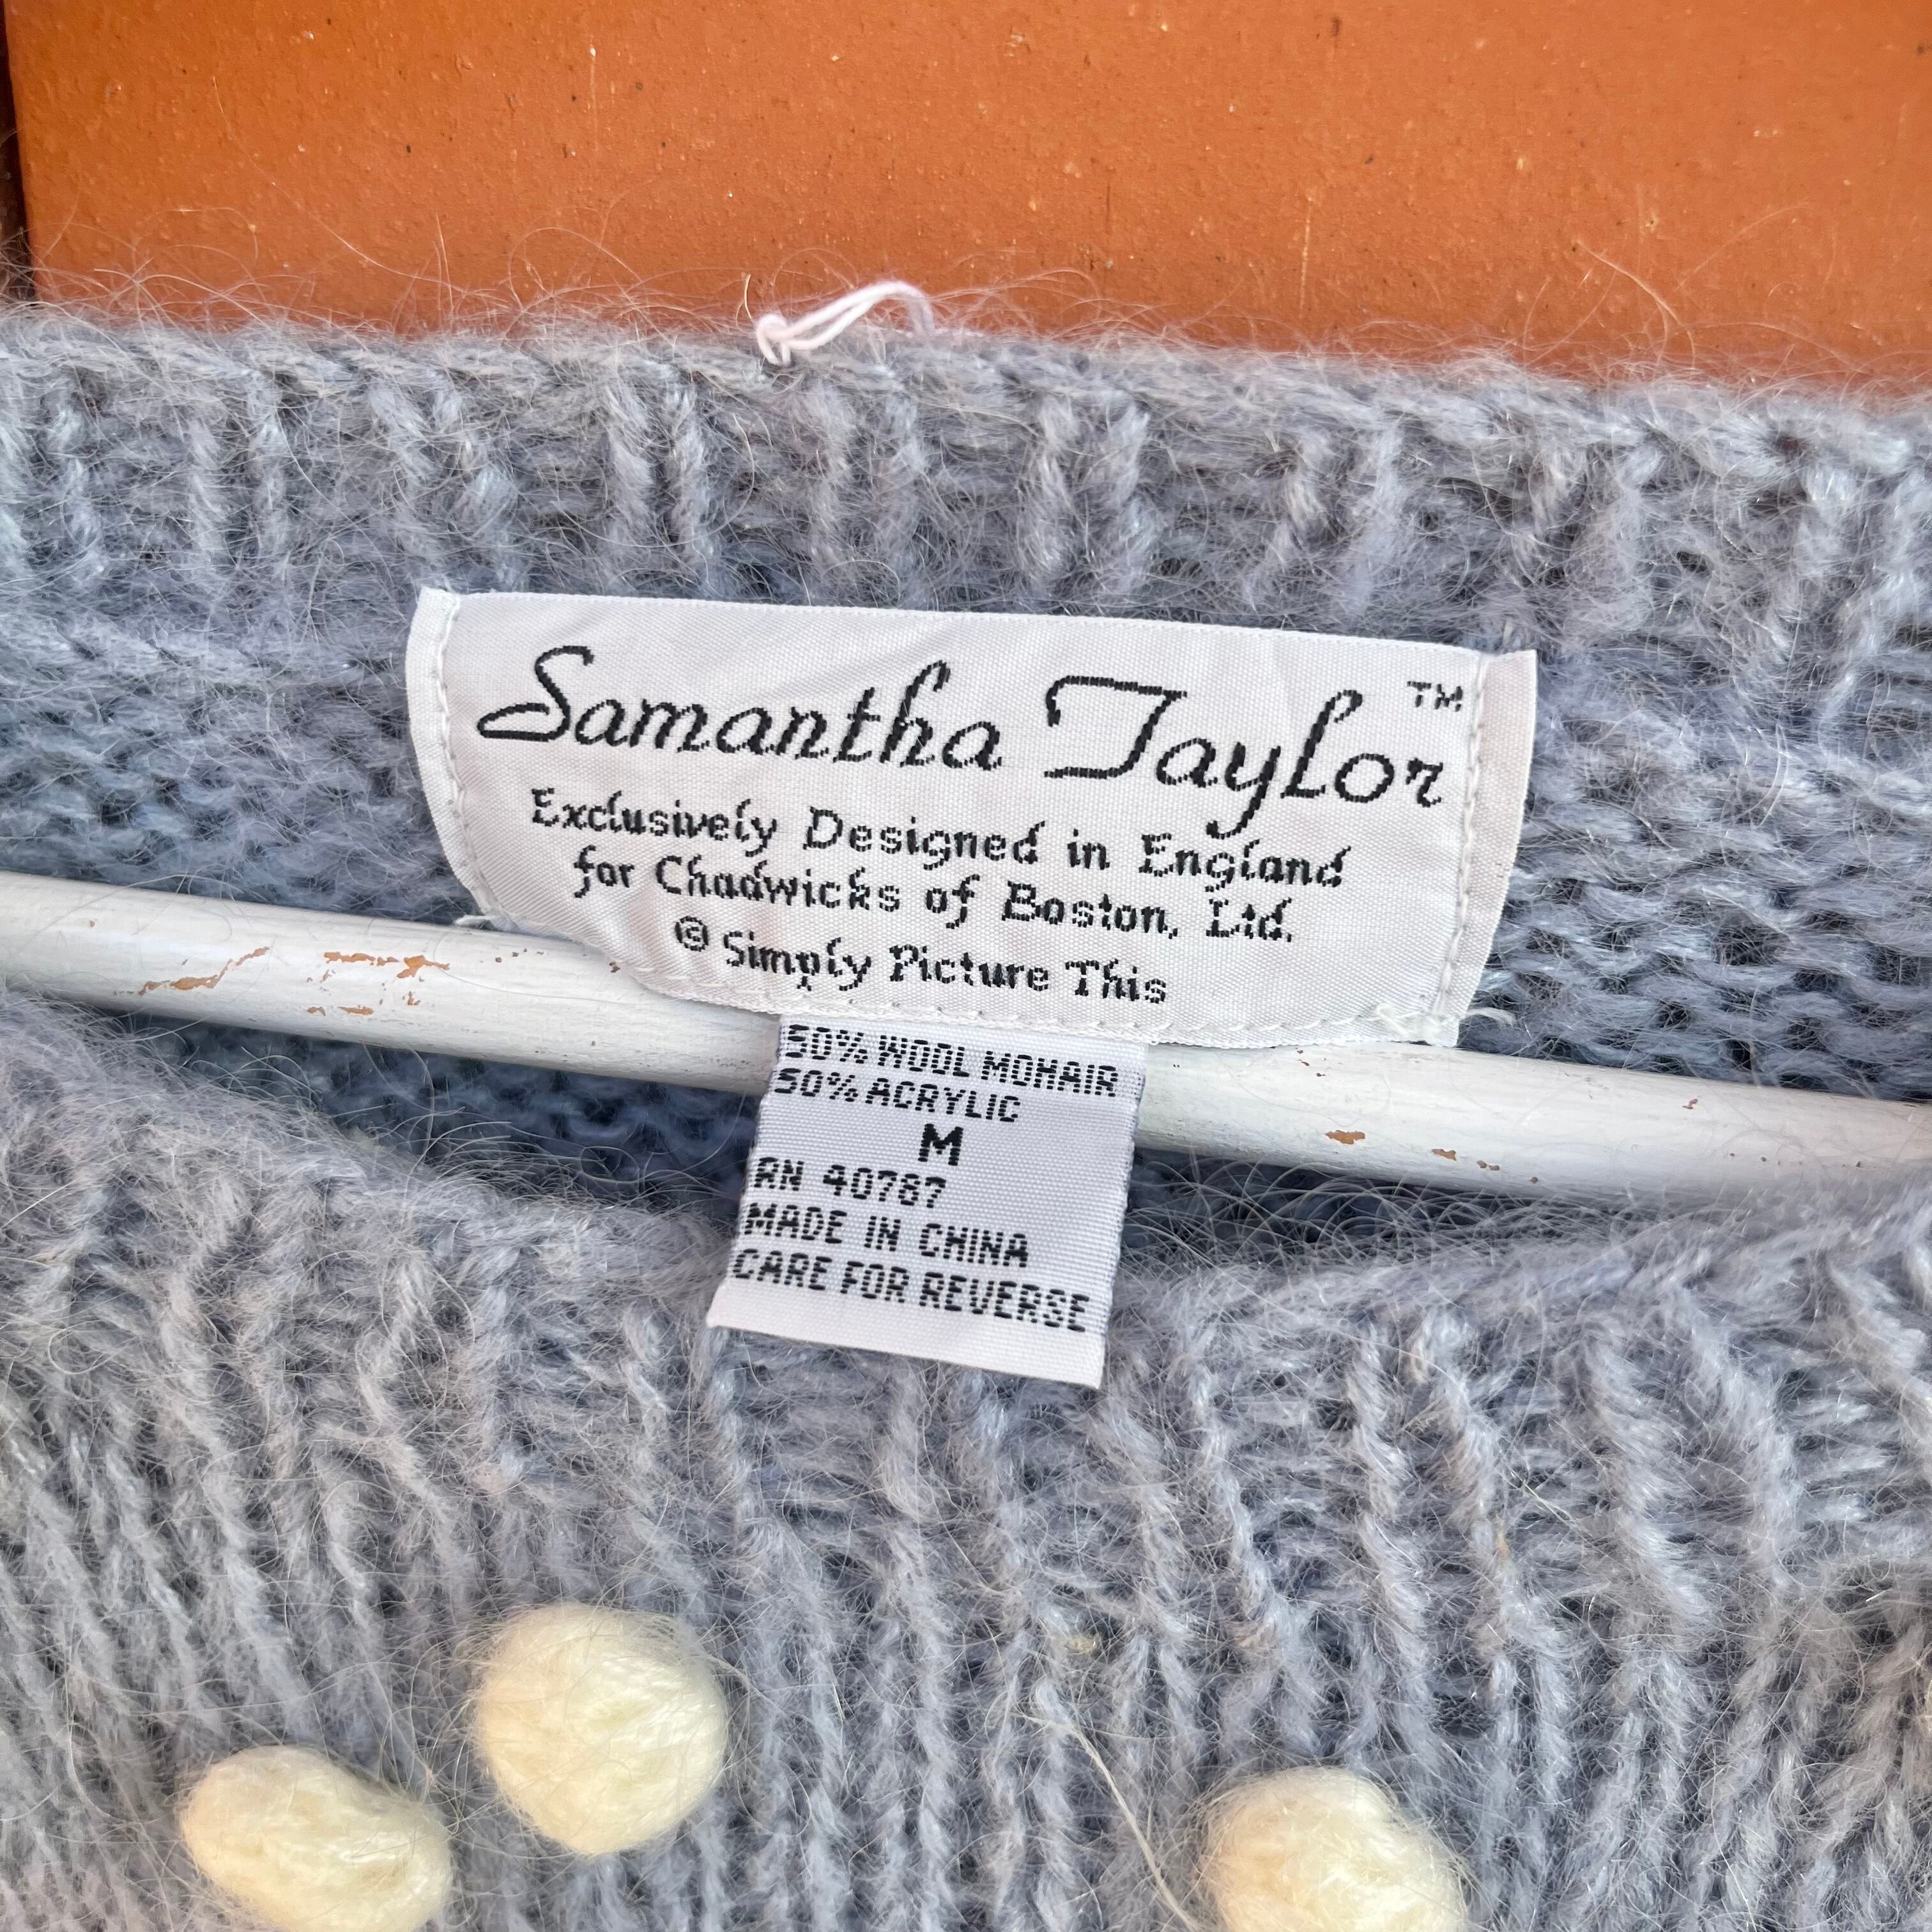 Samantha Taylor™
Exclusively Designed in England
for Chadwicks of Boston, Ltd.
© Simply Picture This
50% WOOL MOHAIR
50% ACRYLIC
M
RN 40787
MADE IN CHINA
CARE FOR REVERSE